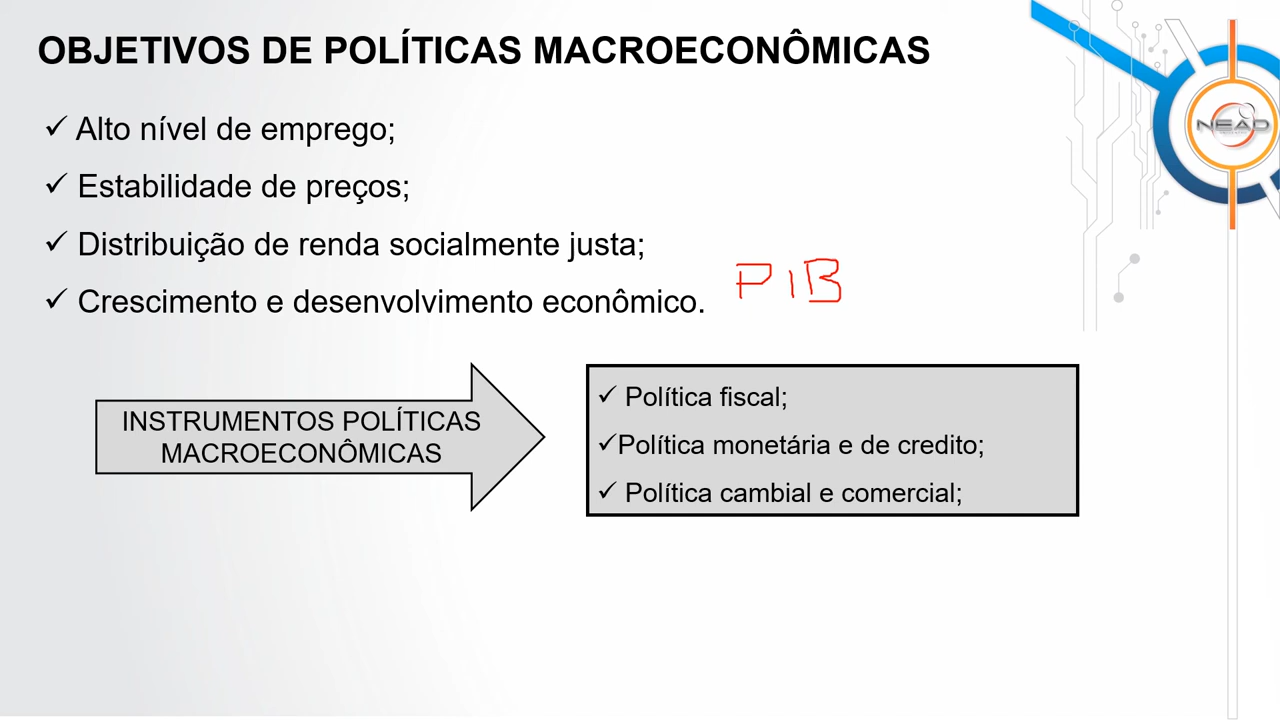 OBJETIVOS DE POLÍTICAS MACROECONÔMICAS
✓ Alto nível de emprego;
✓ Estabilidade de preços;
✓ Distribuição de renda socialmente justa;
✓ Crescimento e desenvolvimento econômico.
PIB
INSTRUMENTOS POLÍTICAS
MACROECONÔMICAS
✓ Política fiscal;
✓Política monetária e de credito;
✓ Política cambial e comercial;
NEAD